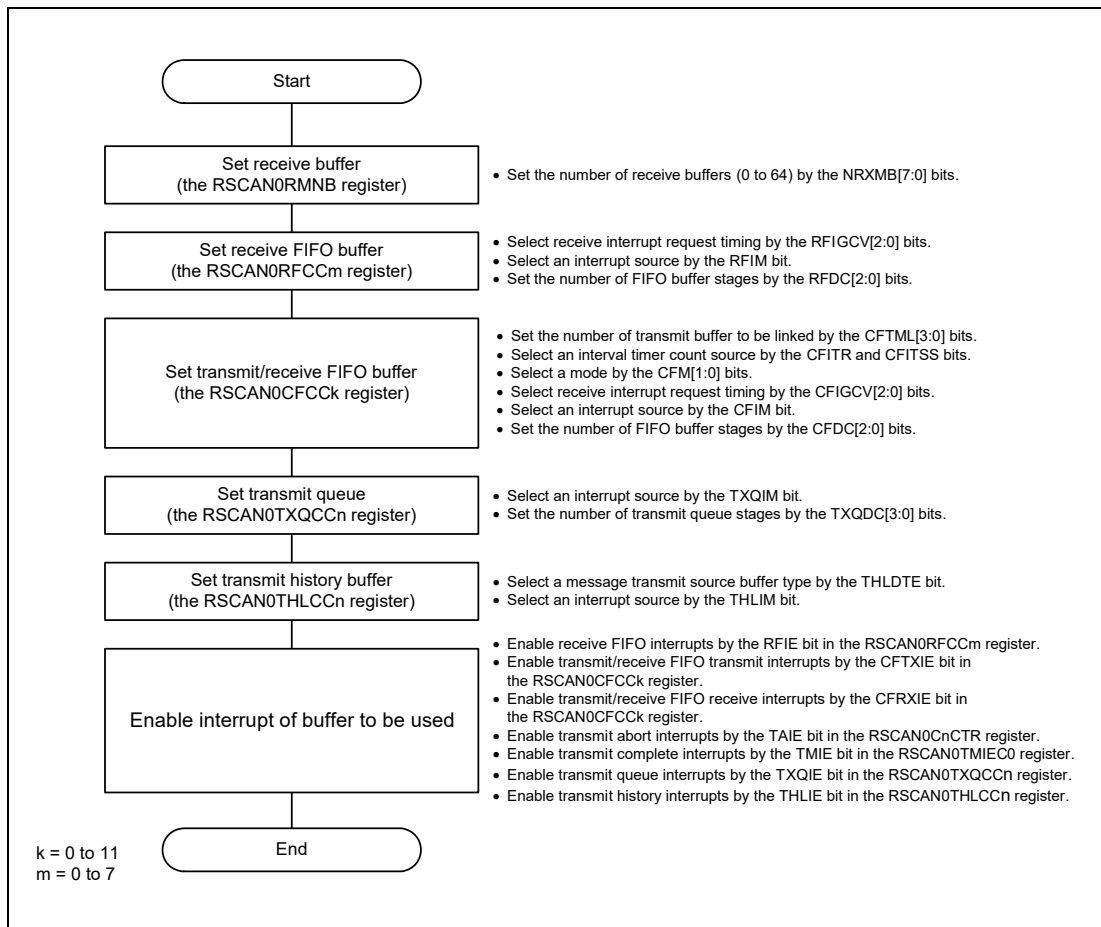 Start
Set receive buffer
(the RSCAN0RMNB register)
• Set the number of receive buffers (0 to 64) by the NRXMB[7:0] bits.
Set receive FIFO buffer
(the RSCAN0RFCCm register)
• Select receive interrupt request timing by the RFIGCV[2:0] bits.
• Select an interrupt source by the RFIM bit.
• Set the number of FIFO buffer stages by the RFDC[2:0] bits.
Set transmit/receive FIFO buffer
(the RSCAN0CFCCk register)
• Set the number of transmit buffer to be linked by the CFTML[3:0] bits.
• Select an interval timer count source by the CFITR and CFITSS bits.
• Select a mode by the CFM[1:0] bits.
• Select receive interrupt request timing by the CFIGCV[2:0] bits.
• Select an interrupt source by the CFIM bit.
• Set the number of FIFO buffer stages by the CFDC[2:0] bits.
Set transmit queue
(the RSCAN0TXQCCn register)
• Select an interrupt source by the TXQIM bit.
• Set the number of transmit queue stages by the TXQDC[3:0] bits.
Set transmit history buffer
(the RSCAN0THLCCn register)
• Select a message transmit source buffer type by the THLDTE bit.
• Select an interrupt source by the THLIM bit.
Enable interrupt of buffer to be used
• Enable receive FIFO interrupts by the RFIE bit in the RSCAN0RFCCm register.
• Enable transmit/receive FIFO transmit interrupts by the CFTXIE bit in
the RSCAN0CFCCk register.
• Enable transmit/receive FIFO receive interrupts by the CFRXIE bit in
the RSCAN0CFCCk register.
• Enable transmit abort interrupts by the TAIE bit in the RSCAN0CnCTR register.
• Enable transmit complete interrupts by the TMIE bit in the RSCAN0TMIEC0 register.
• Enable transmit queue interrupts by the TXQIE bit in the RSCAN0TXQCCn register.
• Enable transmit history interrupts by the THLIE bit in the RSCAN0THLCCn register.
End
k = 0 to 11
m = 0 to 7